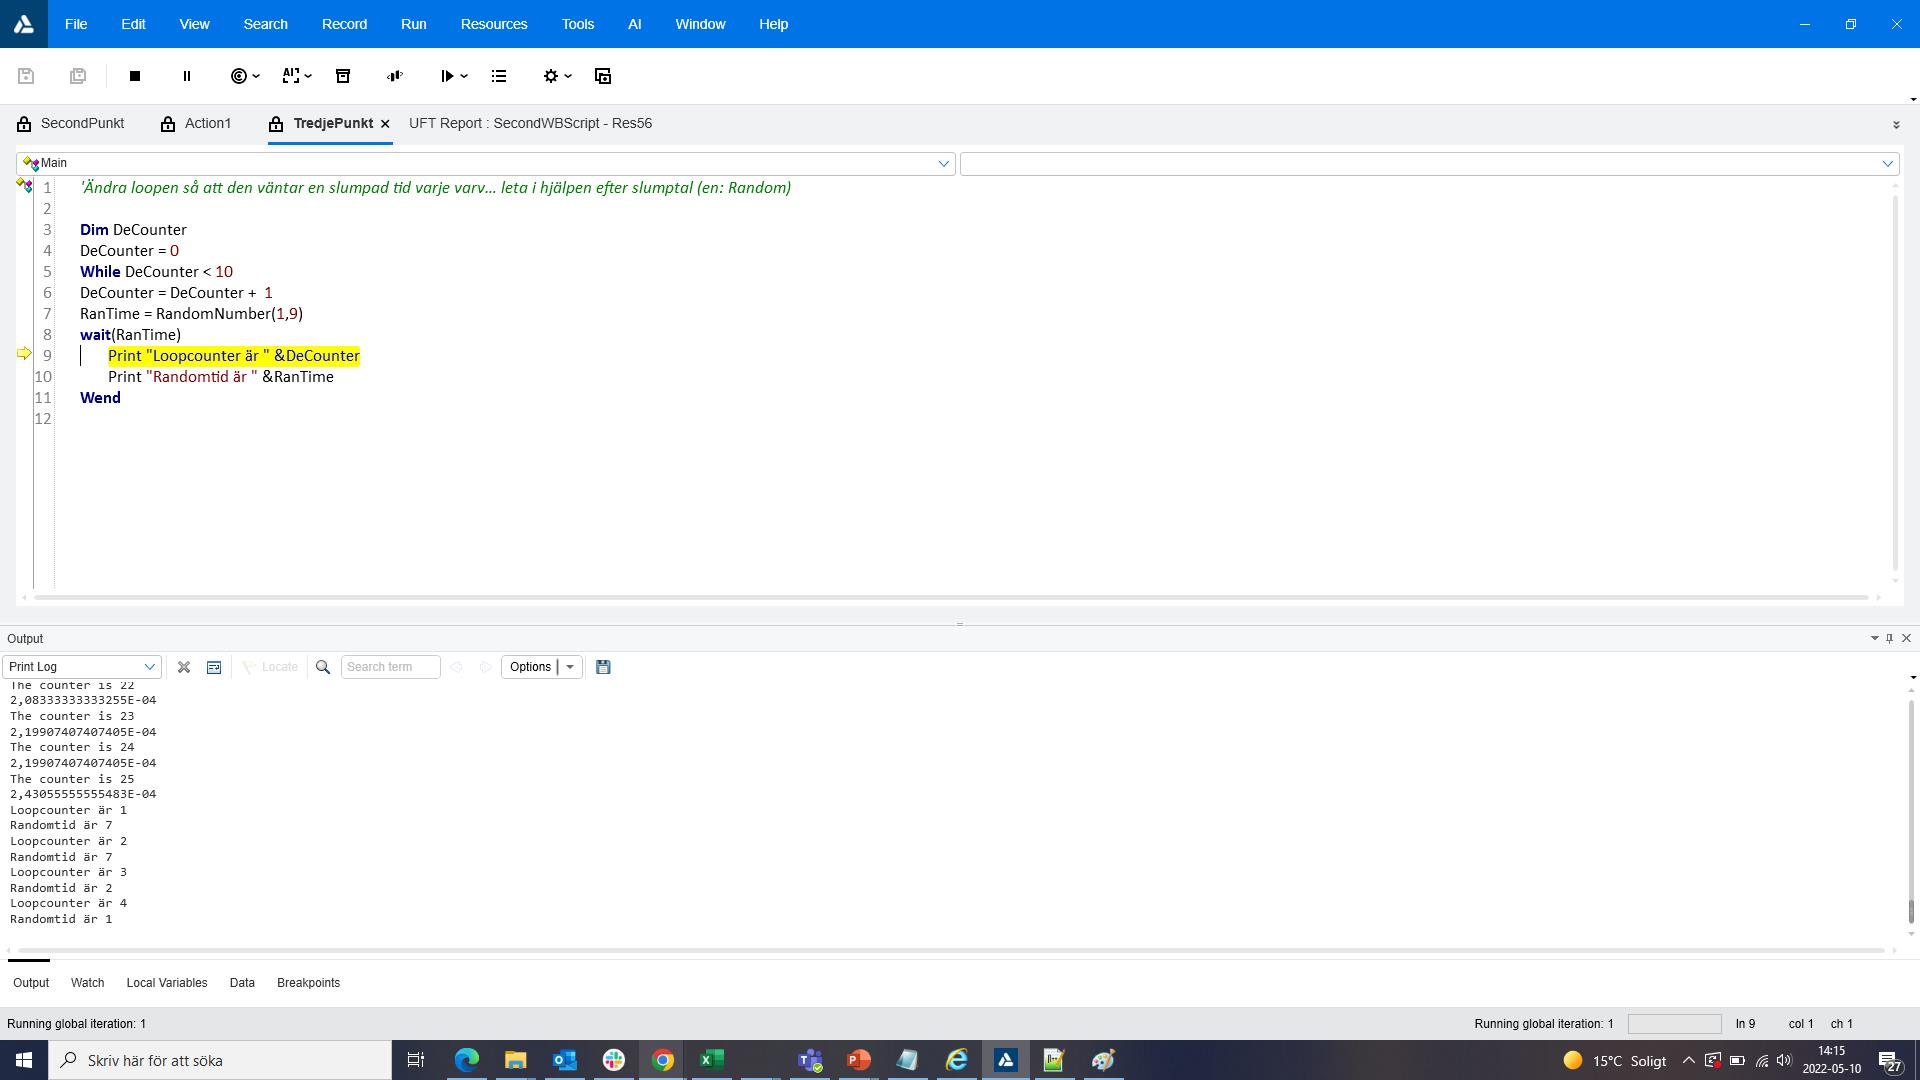 File Edit View Search Record Run Resources Tools AI Window Help
SecondPunkt Action1 TredjePunkt UFT Report : SecondWBScript - Res56
Main
1 'Ändra loopen så att den väntar en slumpad tid varje varv... leta i hjälpen efter slumptal (en: Random)
2
3 Dim DeCounter
4 DeCounter = 0
5 While DeCounter < 10
6 DeCounter = DeCounter +  1
7 RanTime = RandomNumber(1,9)
8 wait(RanTime)
9 Print "Loopcounter är " &DeCounter
10 Print "Randomtid är " &RanTime
11 Wend
12
Output
Print Log Locate Search term Options
The counter is 22
2,08333333333255E-04
The counter is 23
2,19907407407405E-04
The counter is 24
2,19907407407405E-04
The counter is 25
2,43055555555483E-04
Loopcounter är 1
Randomtid är 7
Loopcounter är 2
Randomtid är 7
Loopcounter är 3
Randomtid är 2
Loopcounter är 4
Randomtid är 1
Output Watch Local Variables Data Breakpoints
Running global iteration: 1 Running global iteration: 1 ln 9 col 1 ch 1
Skriv här för att söka 15°C Soligt 14:15
2022-05-10 27